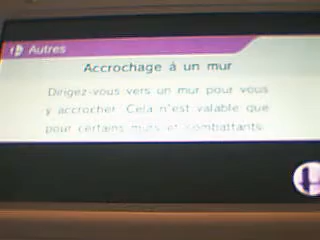 Autres
Accrochage à un mur
Dirigez-vous vers un mur pour vous
y accrocher. Cela n'est valable que
pour certains murs et combattants.